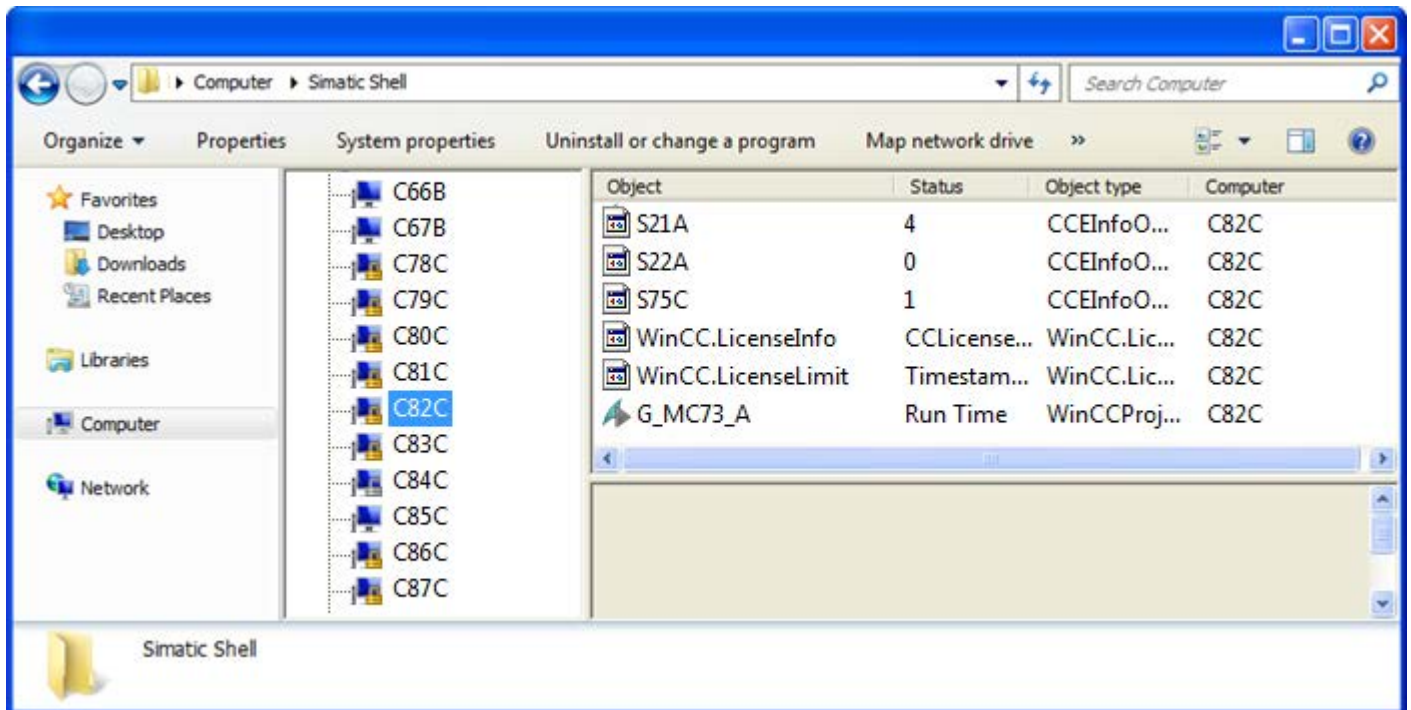 Computer Simatic Shell Search Computer
Organize Properties System properties Uninstall or change a program Map network drive »
Favorites
Desktop
Downloads
Recent Places
Libraries
Computer
Network
C66B
C67B
C78C
C79C
C80C
C81C
C82C
C83C
C84C
C85C
C86C
C87C
Object Status Object type Computer
S21A 4 CCEInfoO... C82C
S22A 0 CCEInfoO... C82C
S75C 1 CCEInfoO... C82C
WinCC.LicenseInfo CCLicense... WinCC.Lic... C82C
WinCC.LicenseLimit Timestam... WinCC.Lic... C82C
G_MC73_A Run Time WinCCProj... C82C
Simatic Shell